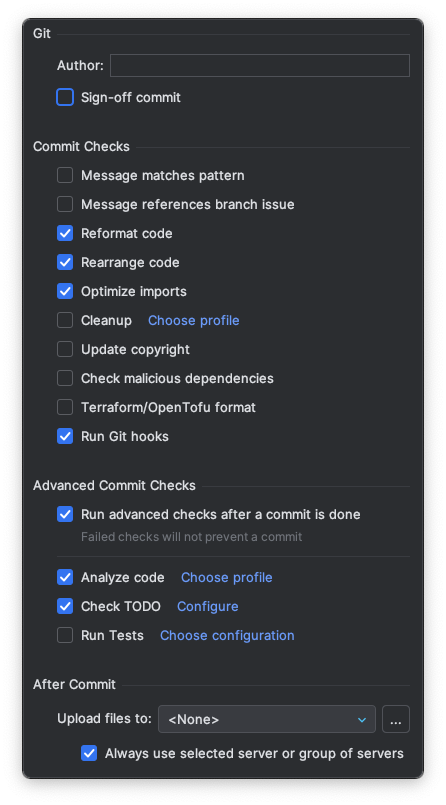 Git
Author:
Sign-off commit
Commit Checks
Message matches pattern
Message references branch issue
Reformat code
Rearrange code
Optimize imports
Cleanup Choose profile
Update copyright
Check malicious dependencies
Terraform/OpenTofu format
Run Git hooks
Advanced Commit Checks
Run advanced checks after a commit is done
Failed checks will not prevent a commit
Analyze code Choose profile
Check TODO Configure
Run Tests Choose configuration
After Commit
Upload files to: <None> ...
Always use selected server or group of servers